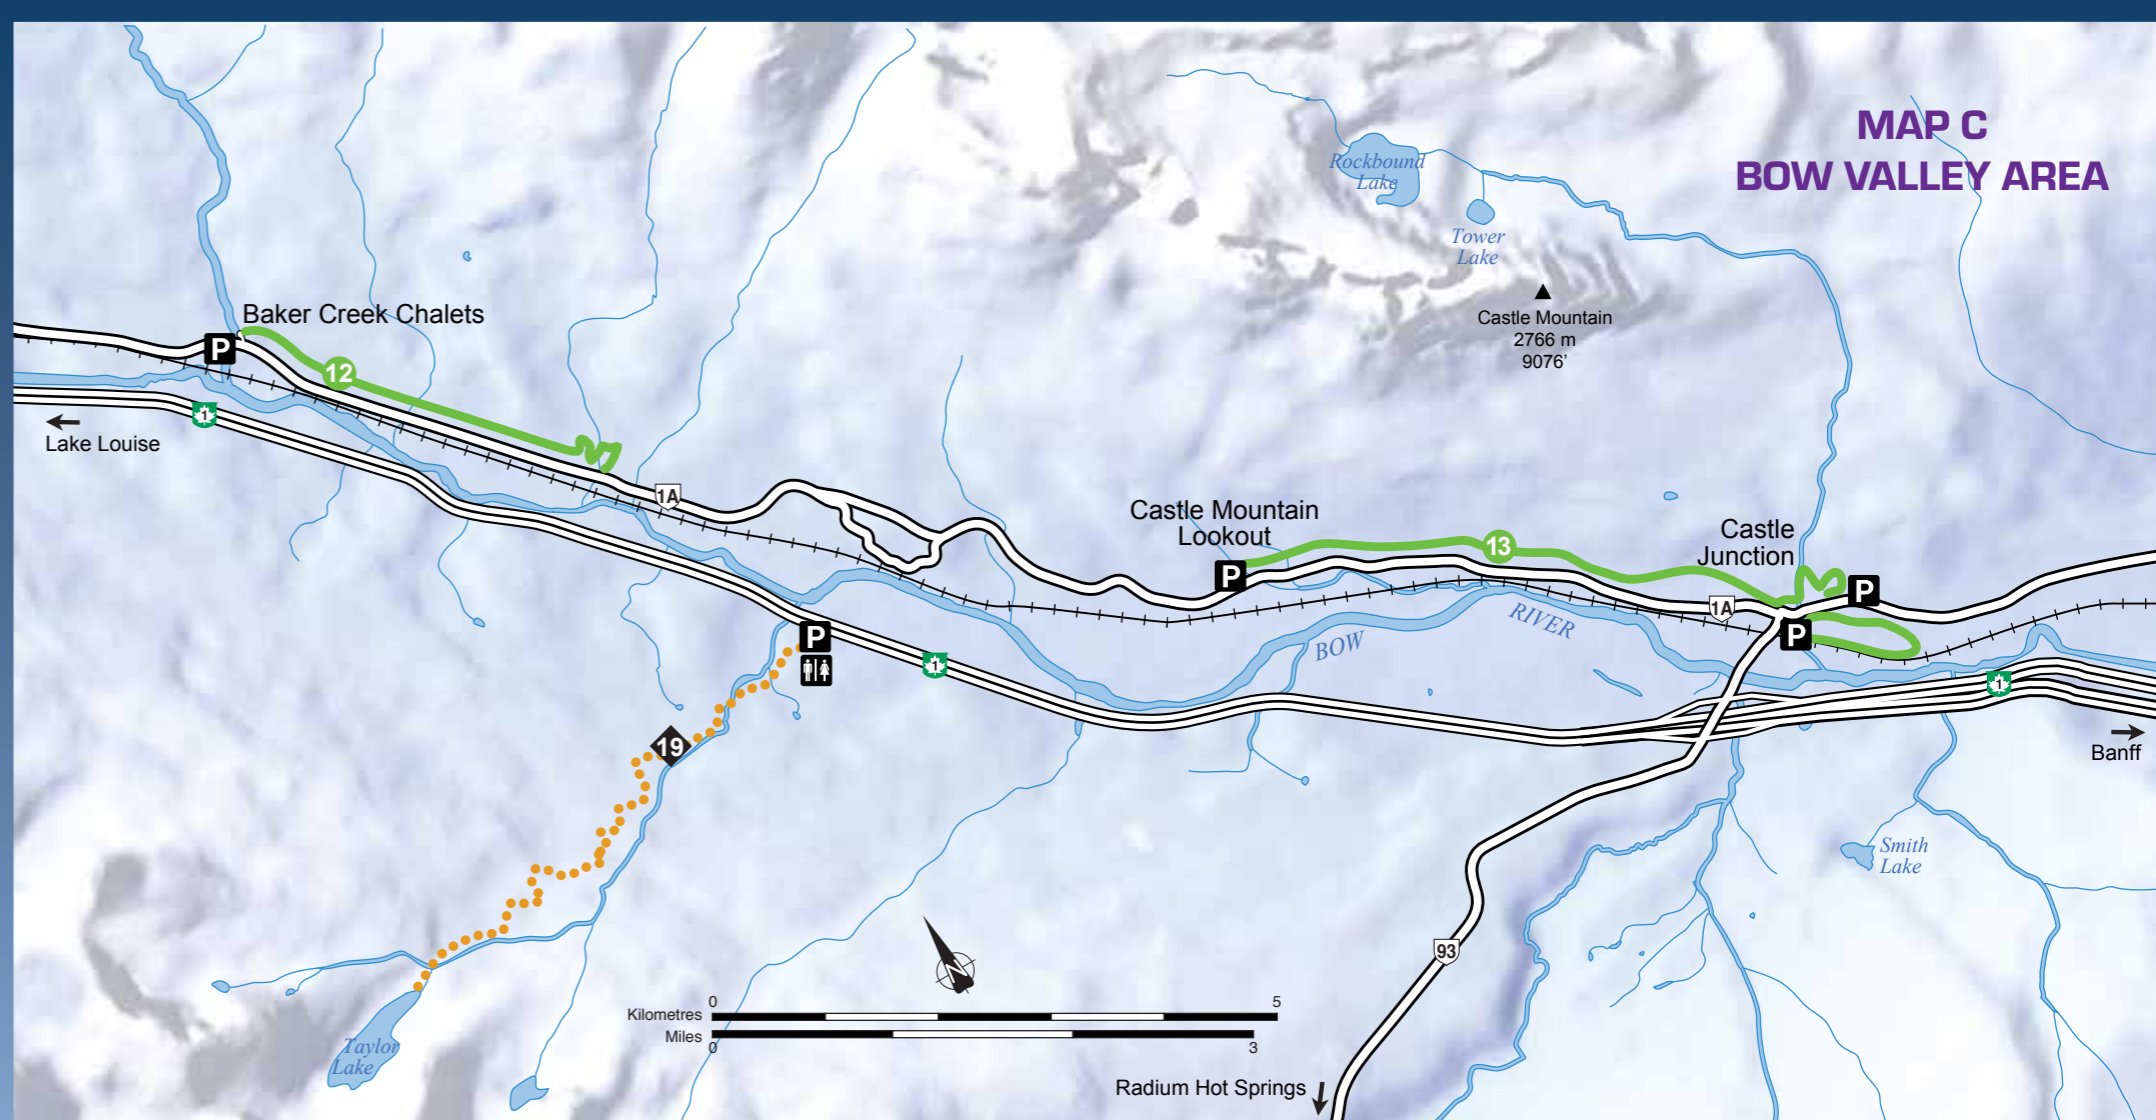 MAP C
BOW VALLEY AREA
Rockbound
Lake
Tower
Lake
Castle Mountain
2766 m
9076'
Baker Creek Chalets
P
12
1
Lake Louise
1A
Castle Mountain
Lookout
P
13
Castle
Junction
P
1A
P
RIVER
BOW
P
1
1
Banff
19
Smith
Lake
93
N
0 5
Kilometres
Miles
0 3
Taylor
Lake
Radium Hot Springs